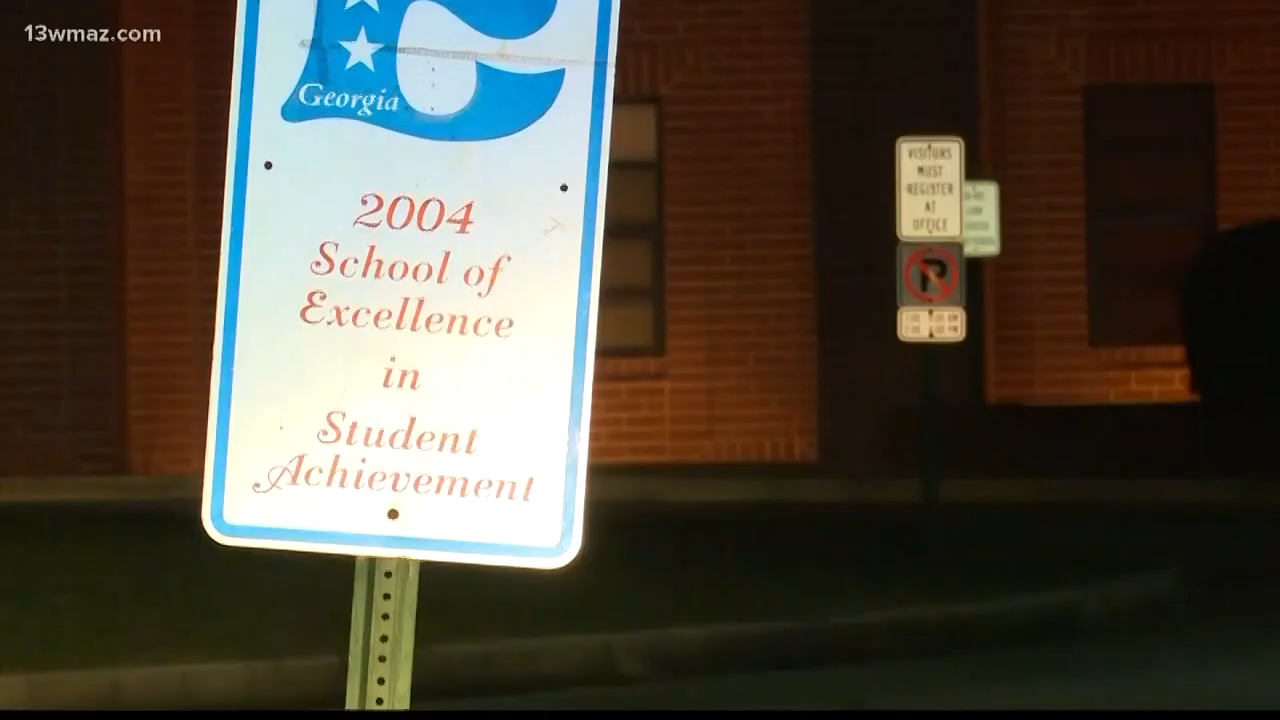 13wmaz.com
Georgia
2004
School of
Excellence
in
Student
Achievement
VISITORS
MUST
REGISTER
AT
OFFICE
P